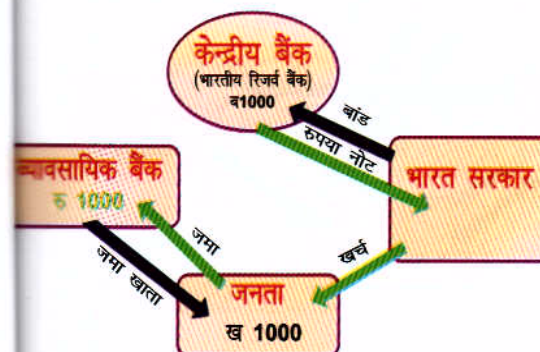 केन्द्रीय बैंक
(भारतीय रिजर्व बैंक)
ब1000
बांड
रुपया नोट
भारत सरकार
व्यावसायिक बैंक
रु 1000
जमा
खर्च
जमा खाता
जनता
ख 1000